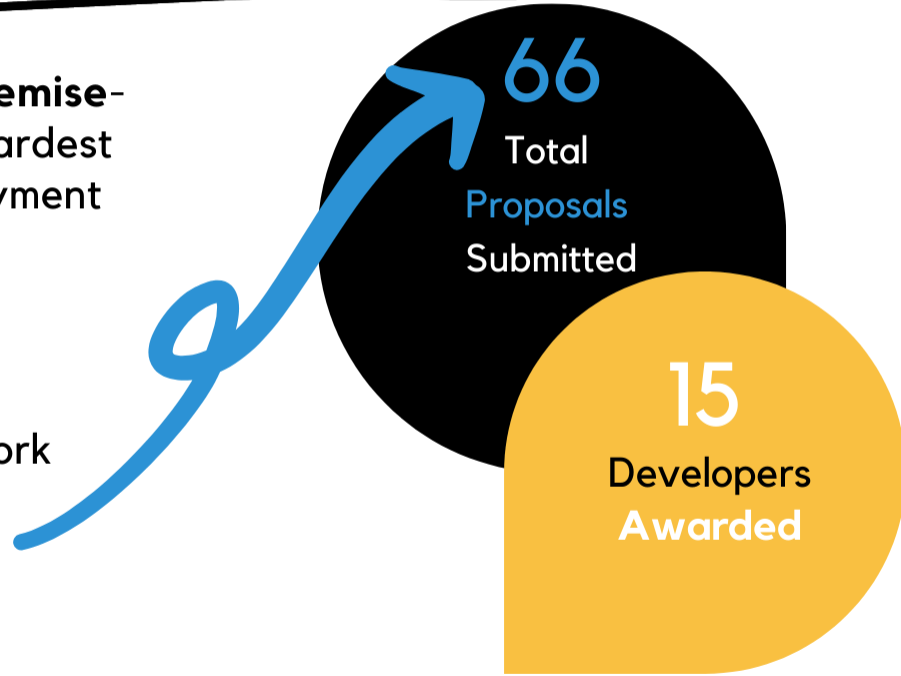 emise-
ardest
yment
ork
66
Total
Proposals
Submitted
15
Developers
Awarded